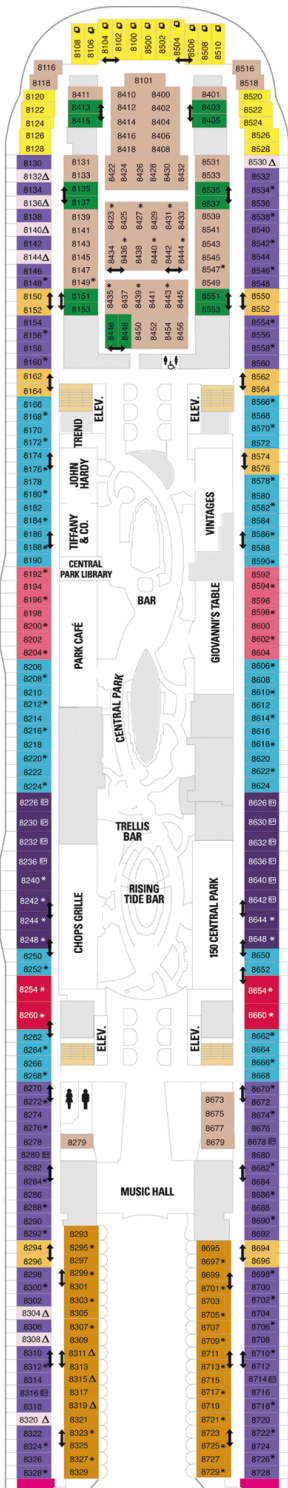 8108 8106 8104 8102 8100 8500 8502 8504 8506 8508 8510
8116 8101 8516
8118 8411 8410 8400 8518
8120 8413 8412 8402 8401 8520
8122 8415 8414 8404 8403 8522
8124 8416 8406 8405 8524
8126 8418 8408 8526
8128 8528
8130 8131 8422 8424 8426 8428 8430 8432 8531 8530
8132 8133 8533 8532
8134 8135 8535 8534*
8136 8137 8537 8536
8138 8139 8423* 8425 8427* 8429 8431* 8433 8539 8538*
8140 8141 8541 8540*
8142 8143 8434 8436* 8438 8440* 8442 8444* 8543 8542
8144 8145 8545 8544*
8146 8147 8547* 8546
8148* 8149* 8549 8548
8150 8151 8435* 8437 8439* 8441 8443* 8445 8551 8550
8152 8153 8553 8552
8154 8446 8448 8450 8452 8454 8456 8554*
8156* 8556
8158 8558*
8160* 8560
8162 8562
8164 8564
8166 ELEV. ELEV. 8566*
8168* 8568
8170 TREND 8570*
8172* 8572
8174 JOHN HARDY 8574
8176* 8576
8178 8578*
8180* VINTAGES 8580
8182 8582*
8184 TIFFANY & CO. 8584
8186 8586*
8188* 8588
8190 CENTRAL PARK LIBRARY 8590*
8192* 8592
8194 GIOVANNI'S TABLE 8594*
8196* BAR 8596
8198 PARK CAFÉ 8598*
8200* 8600
8202 8602*
8204* 8604
8206 CENTRAL PARK 8606*
8208* 8608
8210 8610*
8212* 8612
8214 8614*
8216* 8616
8218 8618*
8220* 8620
8222 8622*
8224* 8624
8226 8626
8230 TRELLIS BAR 8630
8232 8632
8236 8636
8240* RISING TIDE BAR 8640
8242* CHOPS GRILLE 150 CENTRAL PARK 8642
8244* 8644*
8248* 8648*
8250 8650
8252* 8652
8254* 8654*
8260* 8660*
8262 ELEV. ELEV. 8662*
8264* 8664
8266 8666*
8268* 8668
8270 8670*
8272* 8673 8672
8274 8675 8674*
8276* 8677 8676
8278 8279 8679 8678
8280 8680
8282 8682*
8284* 8684
8286 MUSIC HALL 8686*
8288* 8688
8290 8690*
8292* 8293 8692
8294 8295* 8695 8694
8296 8297 8697* 8696
8298 8299* 8699 8698*
8300* 8301 8701* 8700
8302 8303* 8703 8702*
8304 8305 8705* 8704
8306 8307* 8707 8706*
8308 8309 8709* 8708
8310 8311 8711 8710*
8312* 8313 8713* 8712
8314 8315 8715 8714
8316 8317 8717* 8716
8318 8319 8719 8718*
8320 8321 8721* 8720
8322 8323* 8723 8722*
8324* 8325 8725* 8724
8326 8327* 8727 8726*
8328* 8329 8729* 8728